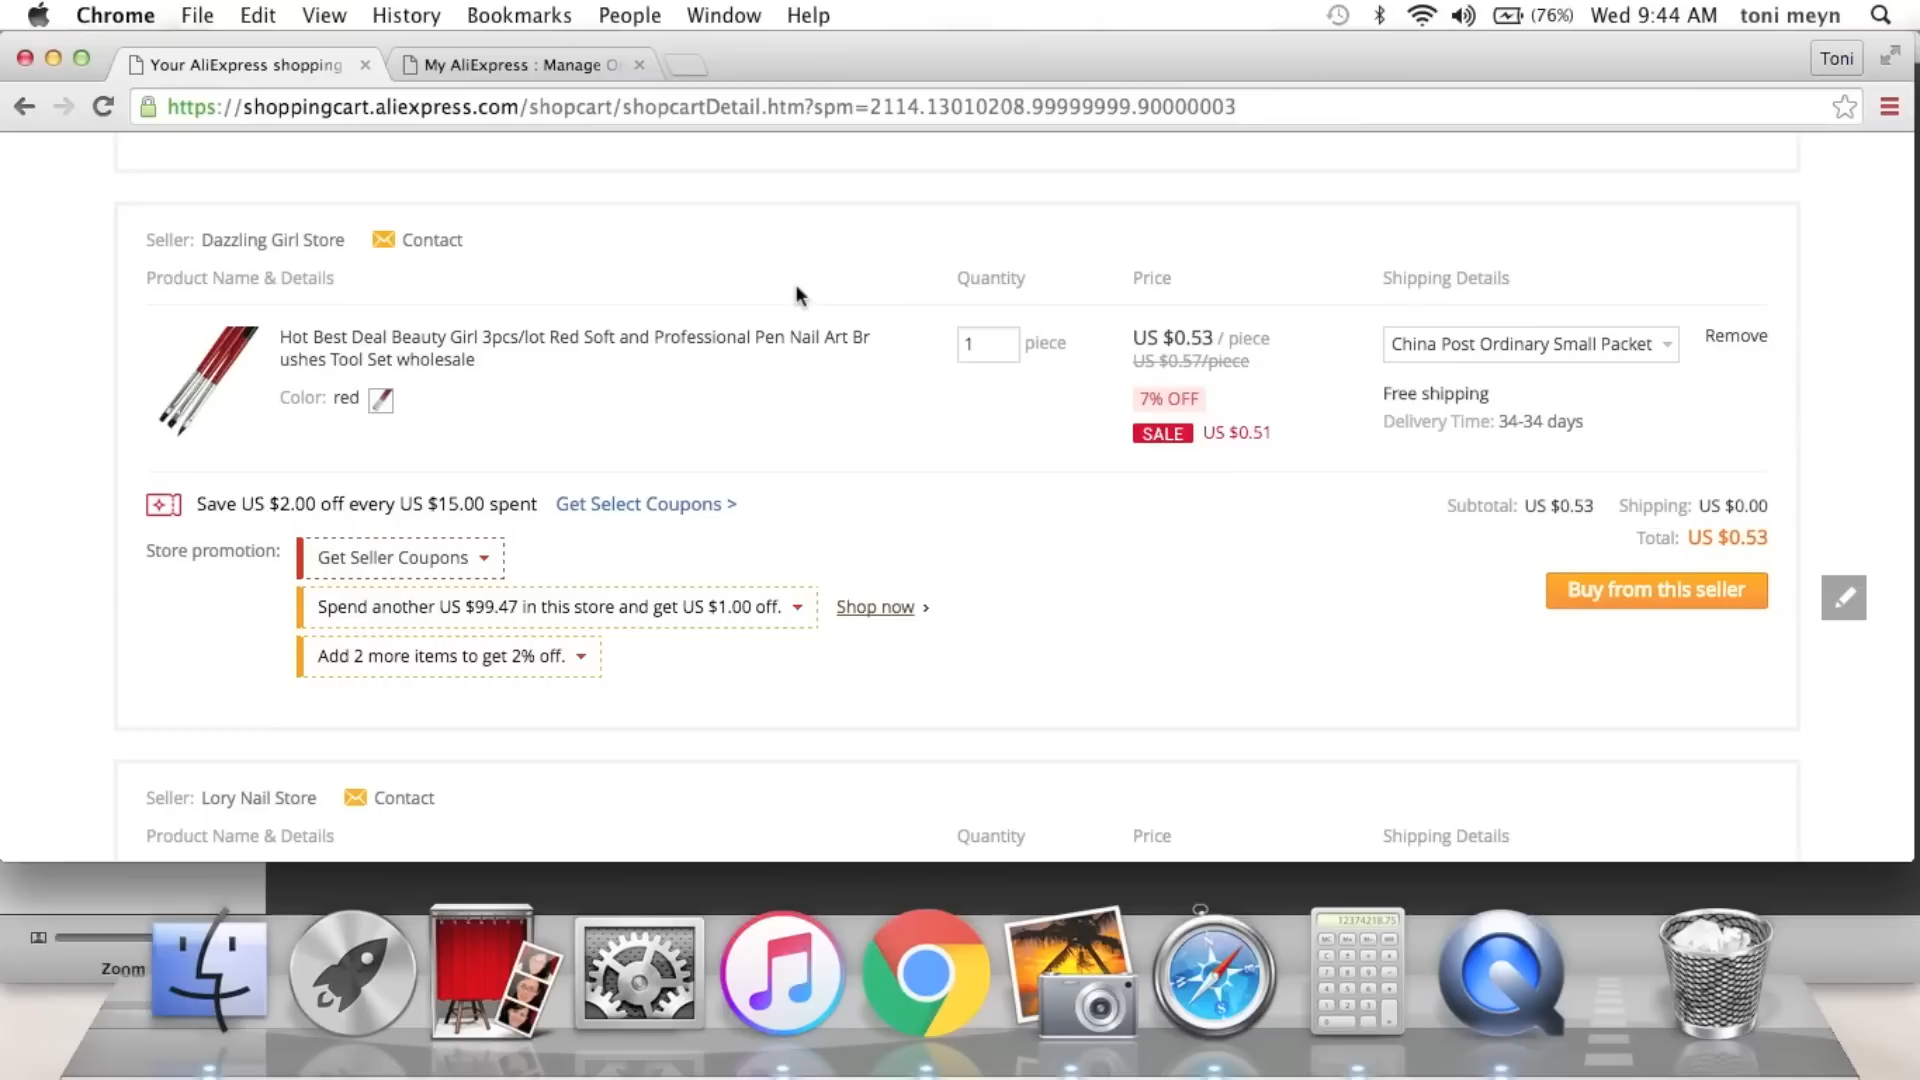 Chrome File Edit View History Bookmarks People Window Help (76%) Wed 9:44 AM toni meyn
Your AliExpress shopping My AliExpress : Manage O Toni
https://shoppingcart.aliexpress.com/shopcart/shopcartDetail.htm?spm=2114.13010208.99999999.90000003
Seller: Dazzling Girl Store Contact
Product Name & Details Quantity Price Shipping Details
Hot Best Deal Beauty Girl 3pcs/lot Red Soft and Professional Pen Nail Art Br
ushes Tool Set wholesale
Color: red
1 piece
US $0.53 / piece
US $0.57/piece
7% OFF
SALE US $0.51
China Post Ordinary Small Packet
Free shipping
Delivery Time: 34-34 days
Remove
Save US $2.00 off every US $15.00 spent Get Select Coupons >
Subtotal: US $0.53 Shipping: US $0.00
Total: US $0.53
Store promotion: Get Seller Coupons
Spend another US $99.47 in this store and get US $1.00 off. Shop now ›
Add 2 more items to get 2% off.
Buy from this seller
Seller: Lory Nail Store Contact
Product Name & Details Quantity Price Shipping Details
Zoom
12374218.75